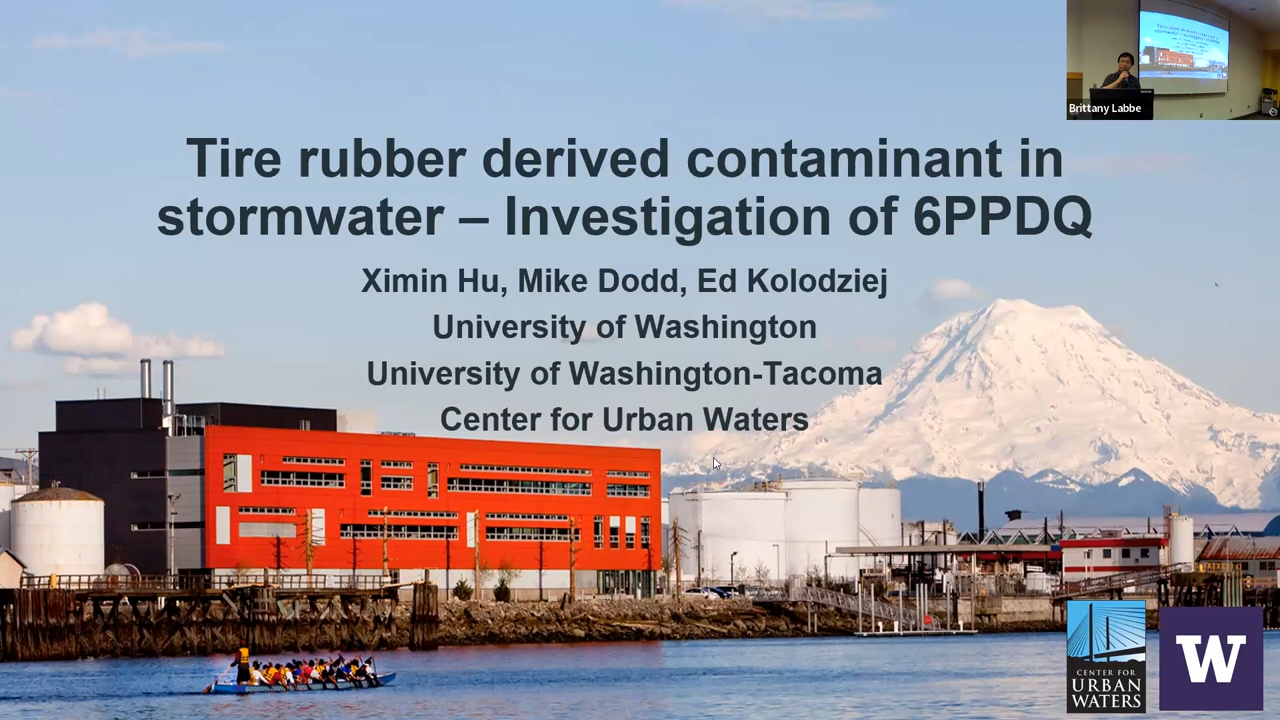 Brittany Labbe
Tire rubber derived contaminant in
stormwater – Investigation of 6PPDQ
Ximin Hu, Mike Dodd, Ed Kolodziej
University of Washington
University of Washington-Tacoma
Center for Urban Waters
CENTER FOR
URBAN
WATERS
W